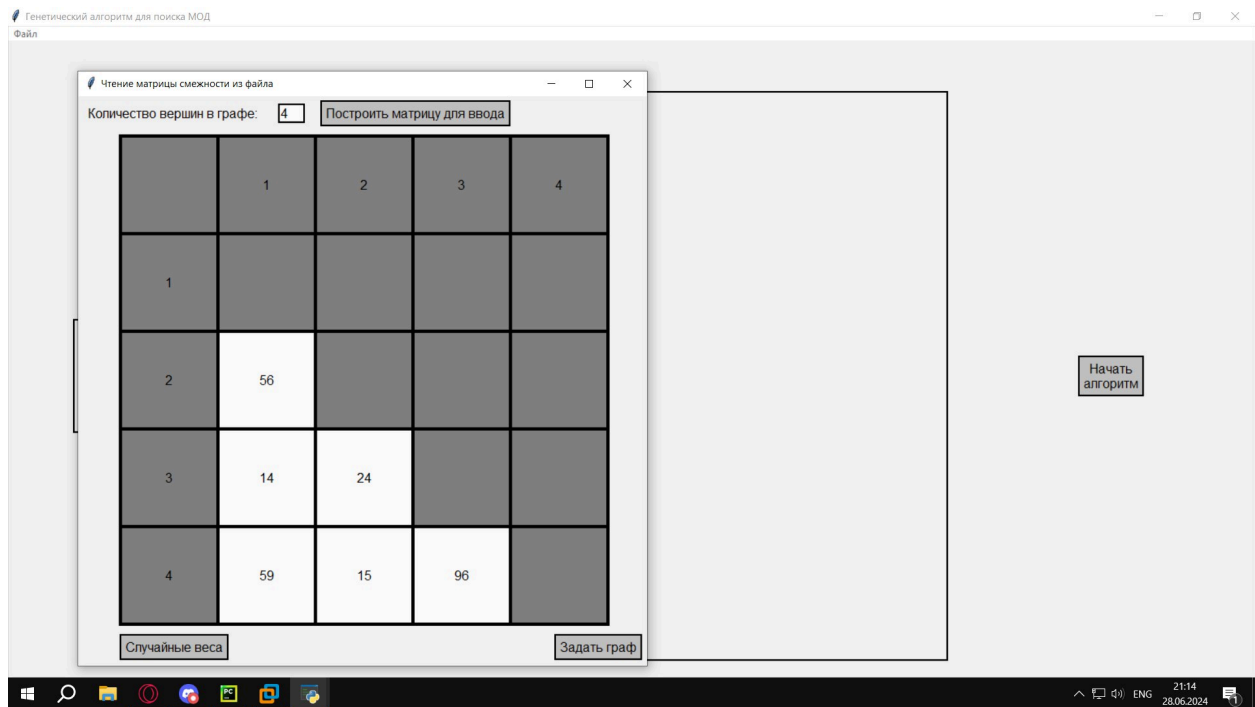 Генетический алгоритм для поиска МОД
Файл
Чтение матрицы смежности из файла
Количество вершин в графе: 4 Построить матрицу для ввода
1 2 3 4
1
2 56
3 14 24
4 59 15 96
Случайные веса Задать граф
Начать
алгоритм
PC
ENG 21:14
28.06.2024
1